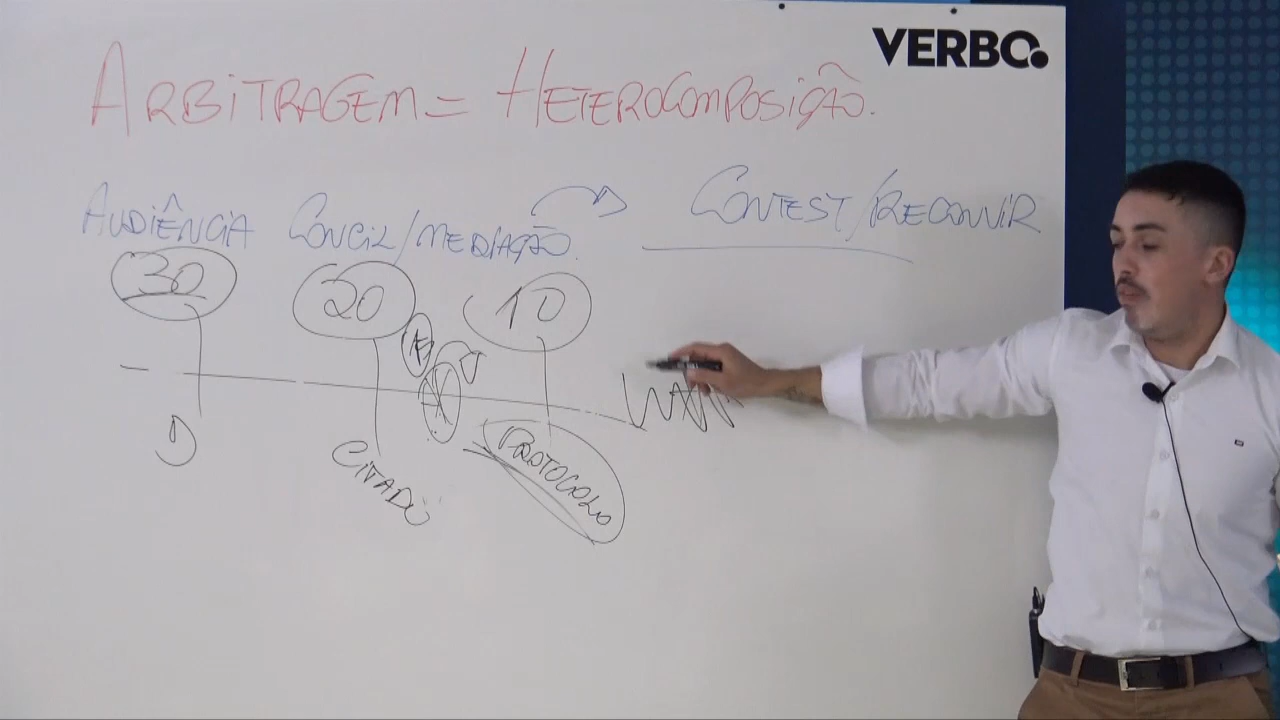 VERBO.
ARBITRAGEM = HETEROCOMPOSIÇÃO.
AUDIÊNCIA CONCIL/MEDIAÇÃO. CONTEST/RECONVIR
30 20 10
D
CITADO
PROTOCOLO